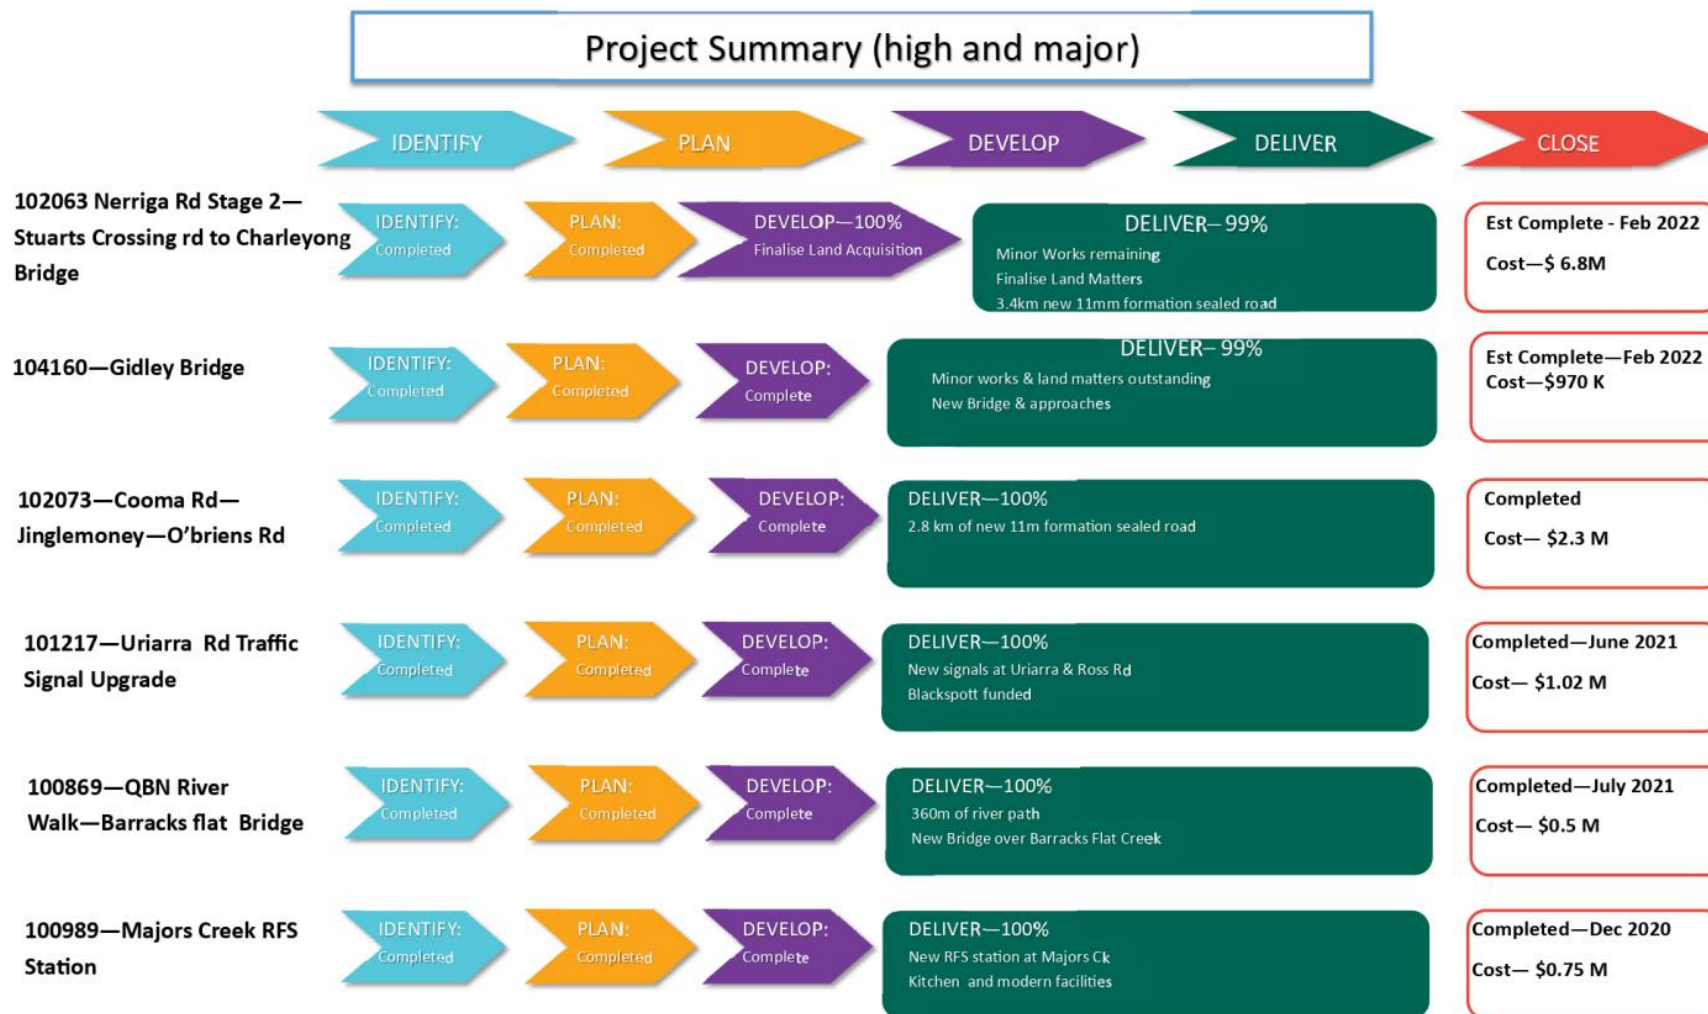 Project Summary (high and major)
IDENTIFY
PLAN
DEVELOP
DELIVER
CLOSE
102063 Nerriga Rd Stage 2—
Stuarts Crossing rd to Charleyong
Bridge
IDENTIFY:
Completed
PLAN:
Completed
DEVELOP—100%
Finalise Land Acquisition
DELIVER—99%
Minor Works remaining
Finalise Land Matters
3.4km new 11mm formation sealed road
Est Complete - Feb 2022
Cost—$ 6.8M
104160—Gidley Bridge
IDENTIFY:
Completed
PLAN:
Completed
DEVELOP:
Complete
DELIVER—99%
Minor works & land matters outstanding
New Bridge & approaches
Est Complete—Feb 2022
Cost—$970 K
102073—Cooma Rd—
Jinglemoney—O’briens Rd
IDENTIFY:
Completed
PLAN:
Completed
DEVELOP:
Complete
DELIVER—100%
2.8 km of new 11m formation sealed road
Completed
Cost— $2.3 M
101217—Uriarra Rd Traffic
Signal Upgrade
IDENTIFY:
Completed
PLAN:
Completed
DEVELOP:
Complete
DELIVER—100%
New signals at Uriarra & Ross Rd
Blackspott funded
Completed—June 2021
Cost— $1.02 M
100869—QBN River
Walk—Barracks flat Bridge
IDENTIFY:
Completed
PLAN:
Completed
DEVELOP:
Complete
DELIVER—100%
360m of river path
New Bridge over Barracks Flat Creek
Completed—July 2021
Cost— $0.5 M
100989—Majors Creek RFS
Station
IDENTIFY:
Completed
PLAN:
Completed
DEVELOP:
Complete
DELIVER—100%
New RFS station at Majors Ck
Kitchen and modern facilities
Completed—Dec 2020
Cost— $0.75 M